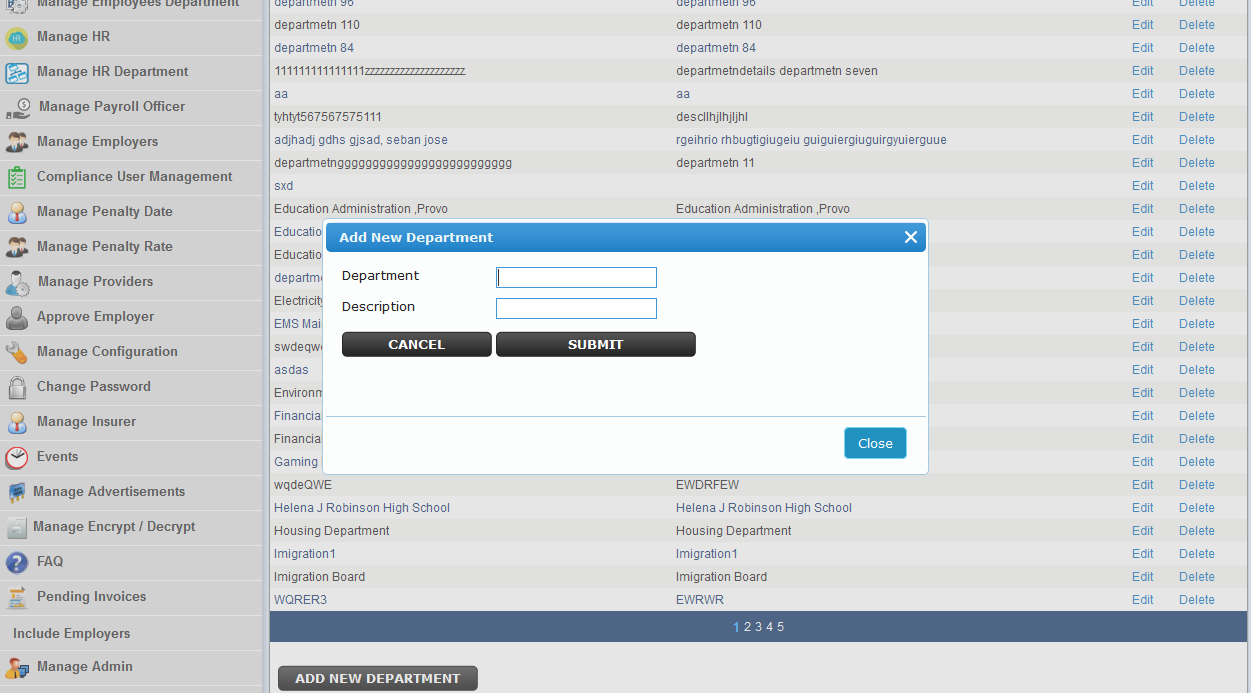 Manage Employees Department
Manage HR
Manage HR Department
Manage Payroll Officer
Manage Employers
Compliance User Management
Manage Penalty Date
Manage Penalty Rate
Manage Providers
Approve Employer
Manage Configuration
Change Password
Manage Insurer
Events
Manage Advertisements
Manage Encrypt / Decrypt
FAQ
Pending Invoices
Include Employers
Manage Admin
departmetn 96 departmetn 96 Edit Delete
departmetn 110 departmetn 110 Edit Delete
departmetn 84 departmetn 84 Edit Delete
111111111111111zzzzzzzzzzzzzzzzzzzz departmetndetails departmetn seven Edit Delete
aa aa Edit Delete
tyhtyt567567575111 descllhjlhjljhl Edit Delete
adjhadj gdhs gjsad, seban jose rgeihrio rhbugtigiugeiu guiguiergiuguirgyuierguue Edit Delete
departmetnggggggggggggggggggggggggg departmetn 11 Edit Delete
sxd Edit Delete
Education Administration ,Provo Education Administration ,Provo Edit Delete
Educatio Edit Delete
Educatio Edit Delete
departme Edit Delete
Electricity Edit Delete
EMS Mai Edit Delete
swdeqwe Edit Delete
asdas Edit Delete
Environm Edit Delete
Financia Edit Delete
Financia Edit Delete
Gaming Edit Delete
wqdeQWE EWDRFEW Edit Delete
Helena J Robinson High School Helena J Robinson High School Edit Delete
Housing Department Housing Department Edit Delete
Imigration1 Imigration1 Edit Delete
Imigration Board Imigration Board Edit Delete
WQRER3 EWRWR Edit Delete
1 2 3 4 5
ADD NEW DEPARTMENT
Add New Department
Department
Description
CANCEL SUBMIT
Close